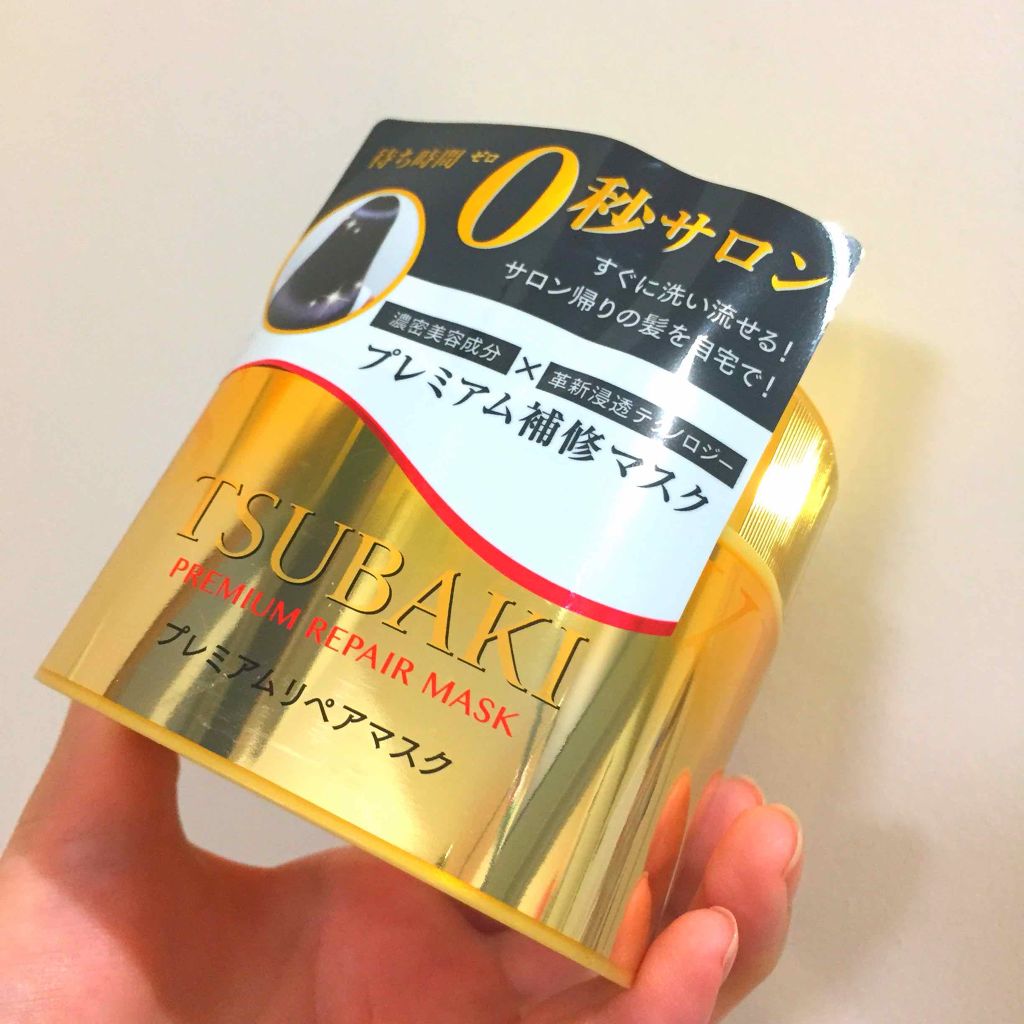 待ち時間 ゼロ 0秒サロン
すぐに洗い流せる!
サロン帰りの髪を自宅で!
濃密美容成分 × 革新浸透テクノロジー
プレミアム補修マスク
TSUBAKI
PREMIUM REPAIR MASK
プレミアムリペアマスク